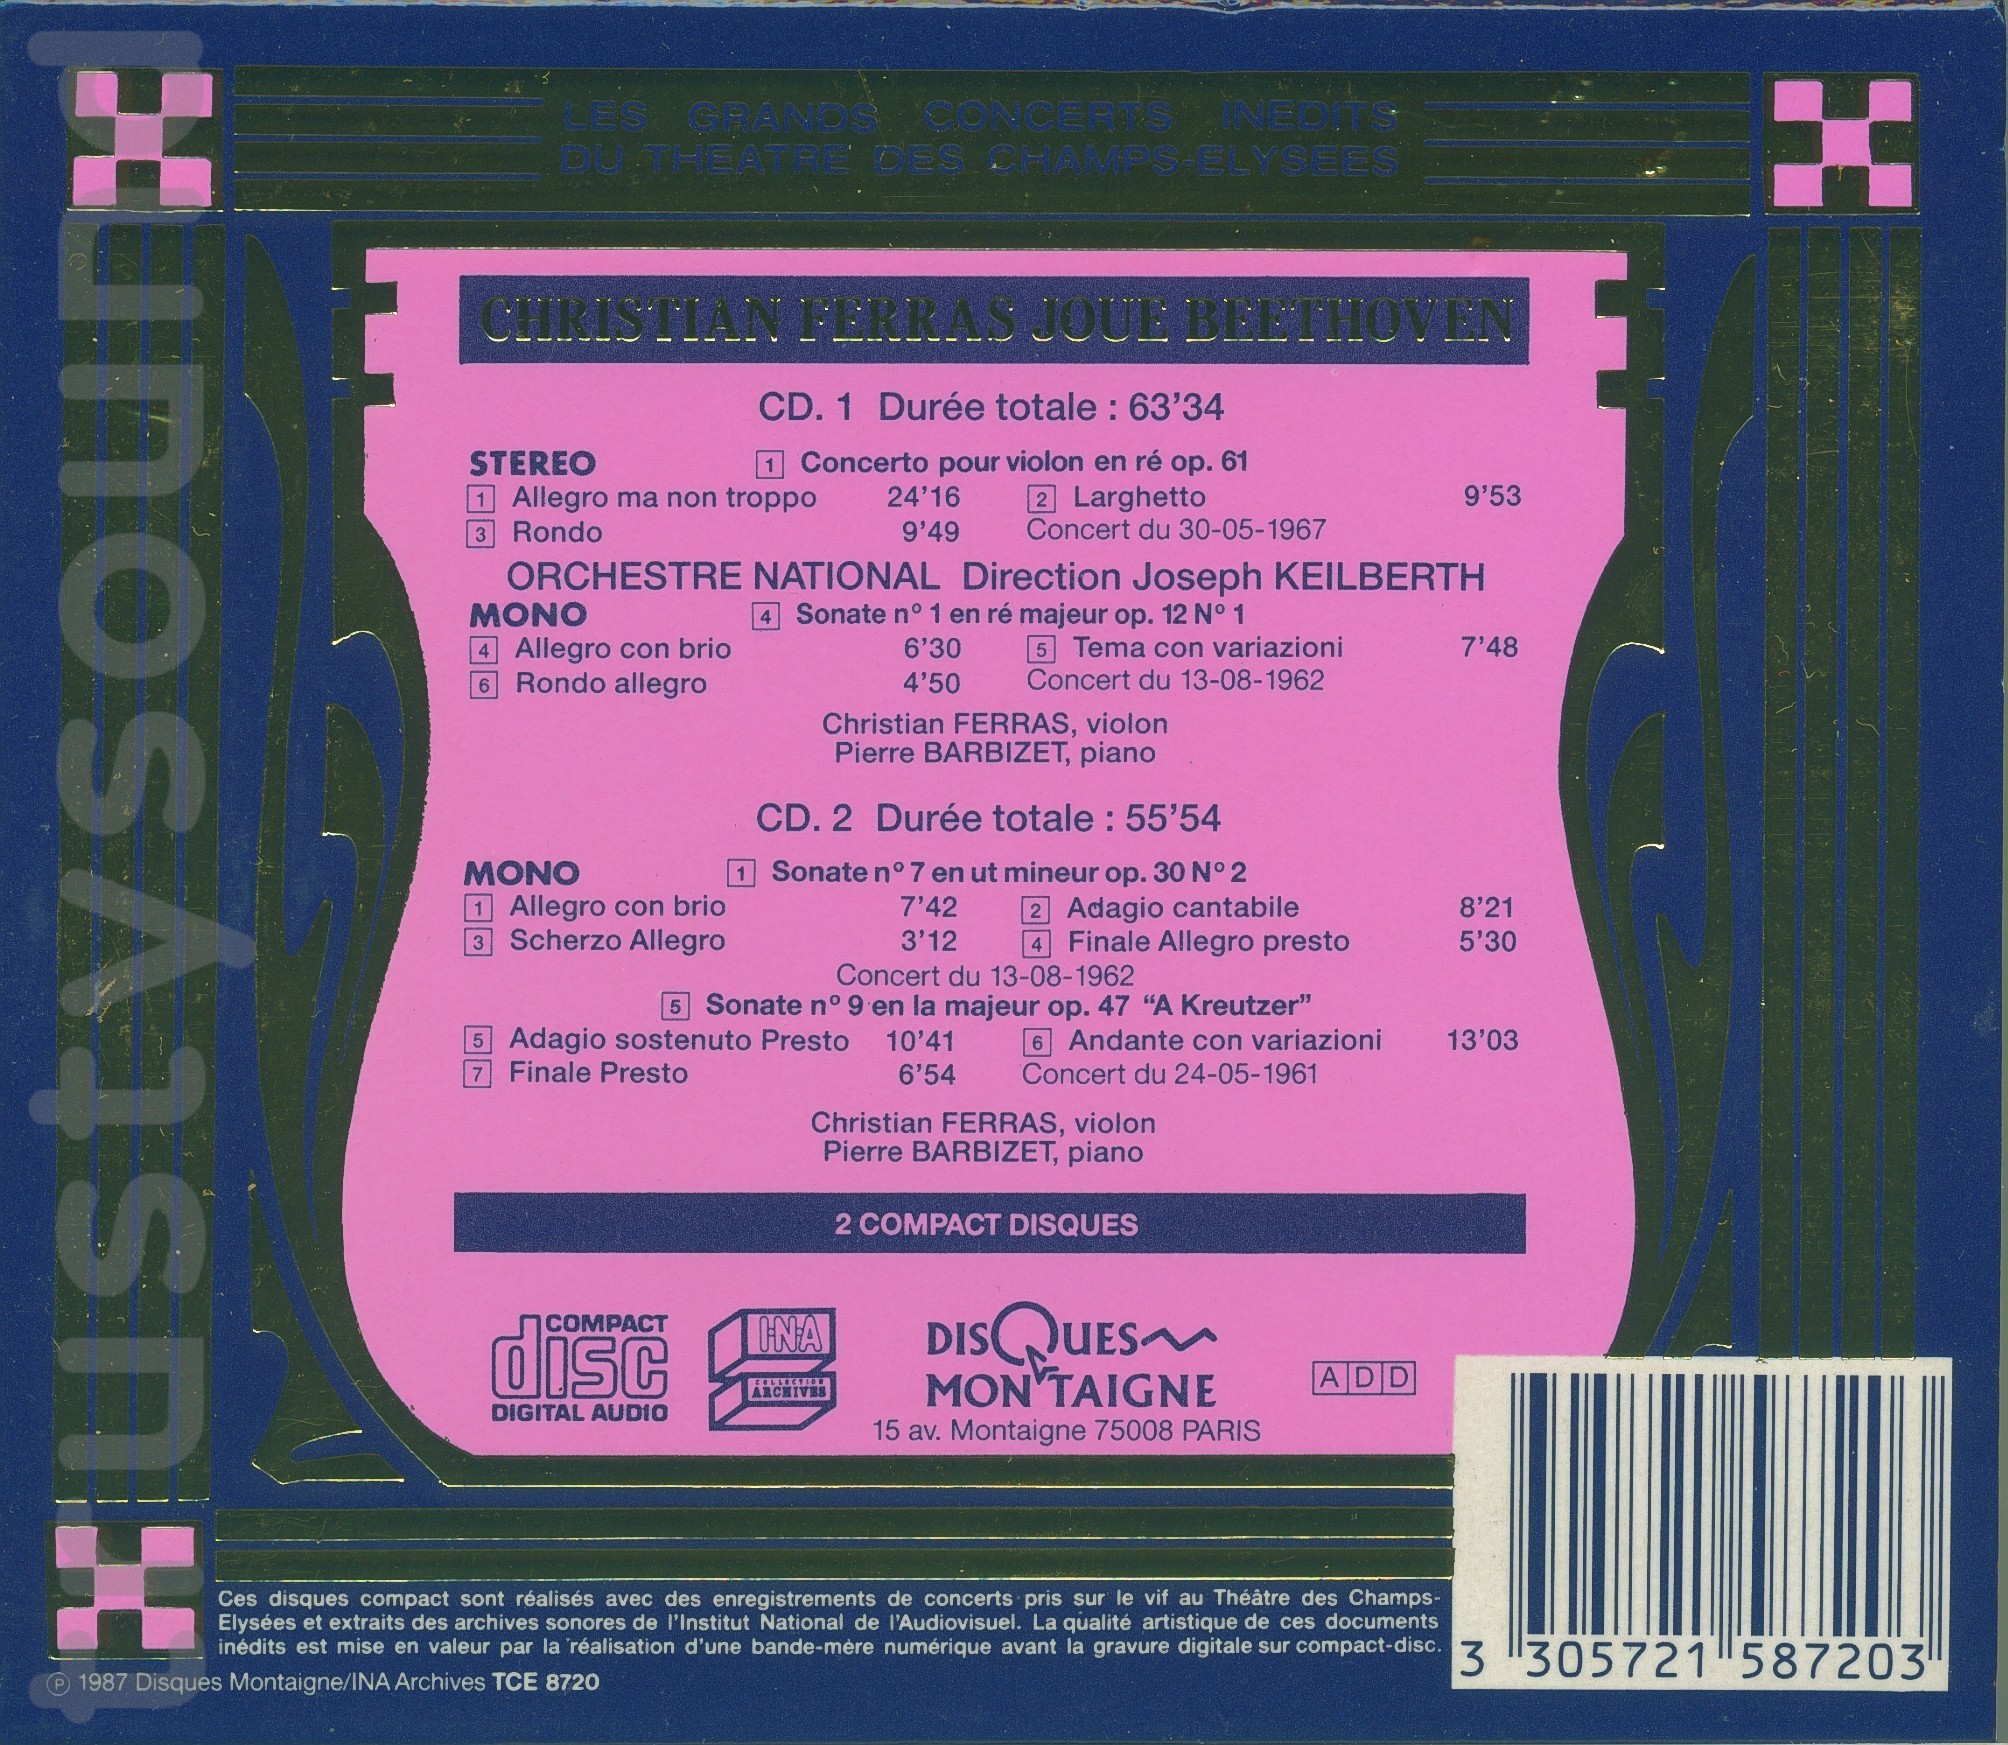 trustysound
LES GRANDS CONCERTS INEDITS
DU THEATRE DES CHAMPS-ELYSEES
CHRISTIAN FERRAS JOUE BEETHOVEN
CD. 1 Durée totale : 63'34
STEREO 1 Concerto pour violon en ré op. 61
1 Allegro ma non troppo 24'16 2 Larghetto 9'53
3 Rondo 9'49 Concert du 30-05-1967
ORCHESTRE NATIONAL Direction Joseph KEILBERTH
MONO 4 Sonate nº 1 en ré majeur op. 12 Nº 1
4 Allegro con brio 6'30 5 Tema con variazioni 7'48
6 Rondo allegro 4'50 Concert du 13-08-1962
Christian FERRAS, violon
Pierre BARBIZET, piano
CD. 2 Durée totale : 55'54
MONO 1 Sonate nº 7 en ut mineur op. 30 Nº 2
1 Allegro con brio 7'42 2 Adagio cantabile 8'21
3 Scherzo Allegro 3'12 4 Finale Allegro presto 5'30
Concert du 13-08-1962
5 Sonate nº 9 en la majeur op. 47 “A Kreutzer”
5 Adagio sostenuto Presto 10'41 6 Andante con variazioni 13'03
7 Finale Presto 6'54 Concert du 24-05-1961
Christian FERRAS, violon
Pierre BARBIZET, piano
2 COMPACT DISQUES
COMPACT disc DIGITAL AUDIO
I·N·A COLLECTION ARCHIVES
DISQUES
MONTAIGNE
15 av. Montaigne 75008 PARIS
A D D
Ces disques compact sont réalisés avec des enregistrements de concerts pris sur le vif au Théâtre des Champs-
Elysées et extraits des archives sonores de l'Institut National de l'Audiovisuel. La qualité artistique de ces documents
inédits est mise en valeur par la réalisation d'une bande-mère numérique avant la gravure digitale sur compact-disc.
℗ 1987 Disques Montaigne/INA Archives TCE 8720
3 305721 587203